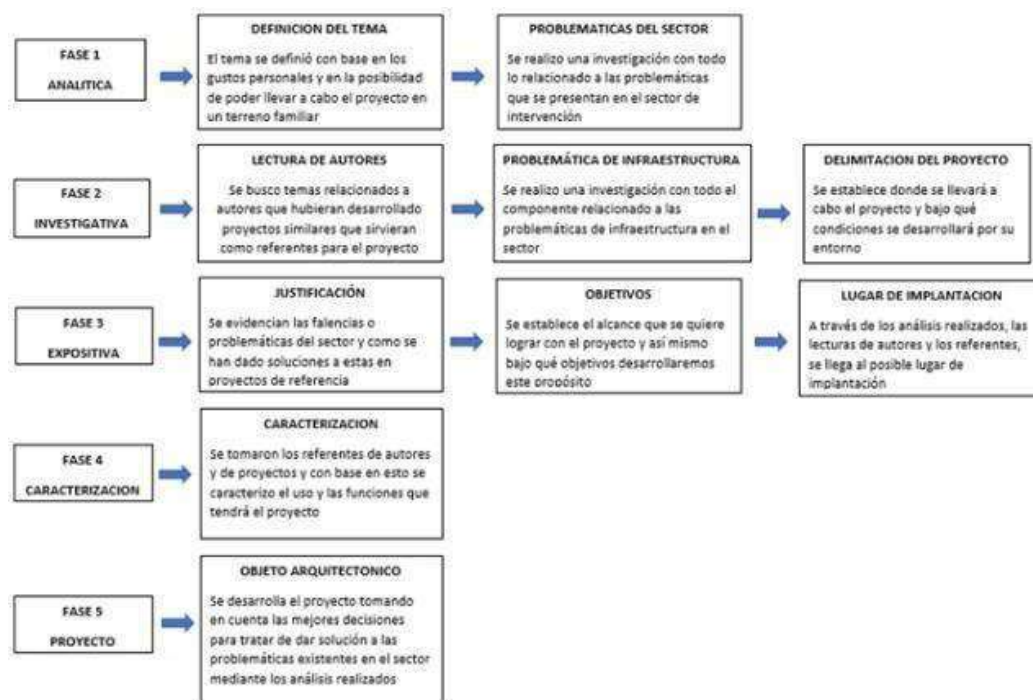 FASE 1
ANALITICA
DEFINICION DEL TEMA
El tema se definió con base en los
gustos personales y en la posibilidad
de poder llevar a cabo el proyecto en
un terreno familiar
PROBLEMATICAS DEL SECTOR
Se realizo una investigación con todo
lo relacionado a las problemáticas
que se presentan en el sector de
intervención
FASE 2
INVESTIGATIVA
LECTURA DE AUTORES
Se busco temas relacionados a
autores que hubieran desarrollado
proyectos similares que sirvieran
como referentes para el proyecto
PROBLEMÁTICA DE INFRAESTRUCTURA
Se realizo una investigación con todo el
componente relacionado a las
problemáticas de infraestructura en el
sector
DELIMITACION DEL PROYECTO
Se establece donde se llevará a
cabo el proyecto y bajo qué
condiciones se desarrollará por su
entorno
FASE 3
EXPOSITIVA
JUSTIFICACIÓN
Se evidencian las falencias o
problemáticas del sector y como se
han dado soluciones a estas en
proyectos de referencia
OBJETIVOS
Se establece el alcance que se quiere
lograr con el proyecto y así mismo
bajo qué objetivos desarrollaremos
este propósito
LUGAR DE IMPLANTACION
A través de los análisis realizados, las
lecturas de autores y los referentes,
se llega al posible lugar de
implantación
FASE 4
CARACTERIZACION
CARACTERIZACION
Se tomaron los referentes de autores
y de proyectos y con base en esto se
caracterizo el uso y las funciones que
tendrá el proyecto
FASE 5
PROYECTO
OBJETO ARQUITECTONICO
Se desarrolla el proyecto tomando
en cuenta las mejores decisiones
para tratar de dar solución a las
problemáticas existentes en el sector
mediante los análisis realizados